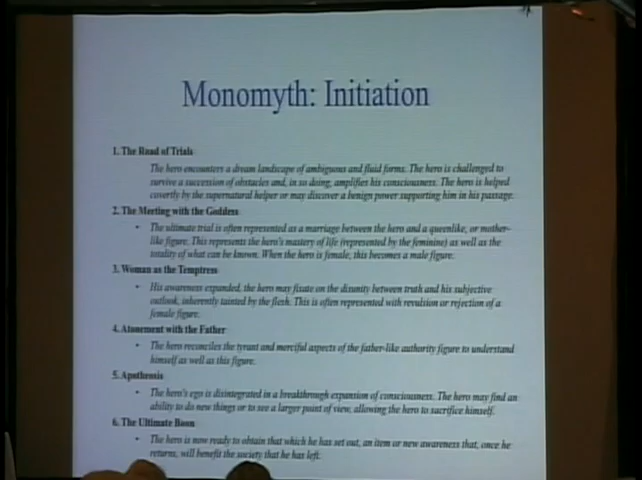 Monomyth: Initiation
1. The Road of Trials
The hero encounters a dream landscape of ambiguous and fluid forms. The hero is challenged to
survive a succession of obstacles and, in so doing, amplifies his consciousness. The hero is helped
covertly by the supernatural helper or may discover a benign power supporting him in his passage.
2. The Meeting with the Goddess
• The ultimate trial is often represented as a marriage between the hero and a queenlike, or mother-
like figure. This represents the hero's mastery of life (represented by the feminine) as well as the
totality of what can be known. When the hero is female, this becomes a male figure.
3. Woman as the Temptress
• His awareness expanded, the hero may fixate on the disunity between truth and his subjective
outlook, inherently tainted by the flesh. This is often represented with revulsion or rejection of a
female figure.
4. Atonement with the Father
• The hero reconciles the tyrant and merciful aspects of the father-like authority figure to understand
himself as well as this figure.
5. Apotheosis
• The hero's ego is disintegrated in a breakthrough expansion of consciousness. The hero may find an
ability to do new things or to see a larger point of view, allowing the hero to sacrifice himself.
6. The Ultimate Boon
• The hero is now ready to obtain that which he has set out, an item or new awareness that, once he
returns, will benefit the society that he has left.